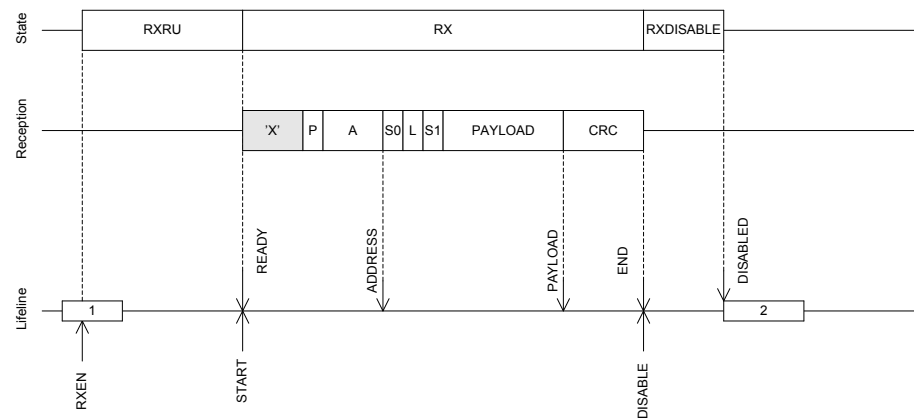 State
RXRU
RX
RXDISABLE
Reception
’X’
P
A
S0
L
S1
PAYLOAD
CRC
READY
ADDRESS
PAYLOAD
END
DISABLED
Lifeline
1
2
RXEN
START
DISABLE